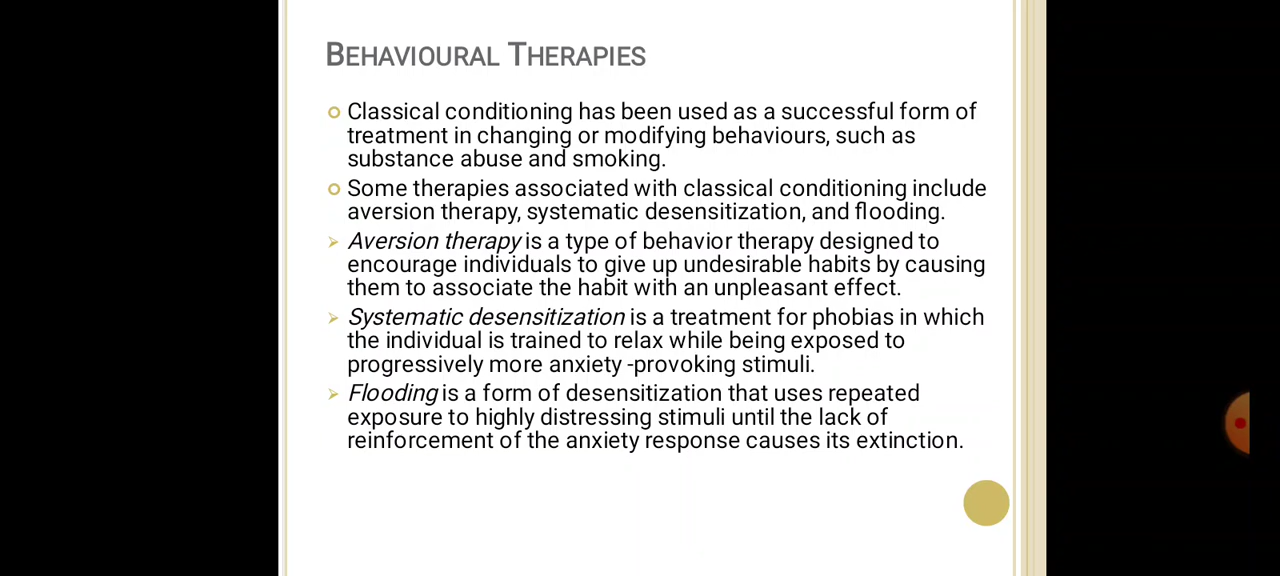 BEHAVIOURAL THERAPIES
Classical conditioning has been used as a successful form of
treatment in changing or modifying behaviours, such as
substance abuse and smoking.
Some therapies associated with classical conditioning include
aversion therapy, systematic desensitization, and flooding.
Aversion therapy is a type of behavior therapy designed to
encourage individuals to give up undesirable habits by causing
them to associate the habit with an unpleasant effect.
Systematic desensitization is a treatment for phobias in which
the individual is trained to relax while being exposed to
progressively more anxiety -provoking stimuli.
Flooding is a form of desensitization that uses repeated
exposure to highly distressing stimuli until the lack of
reinforcement of the anxiety response causes its extinction.